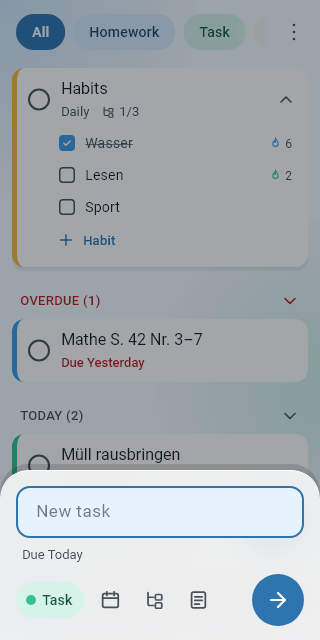 All Homework Task
Habits
Daily 1/3
Wasser 6
Lesen 2
Sport
Habit
OVERDUE (1)
Mathe S. 42 Nr. 3–7
Due Yesterday
TODAY (2)
Müll rausbringen
New task
Due Today
Task